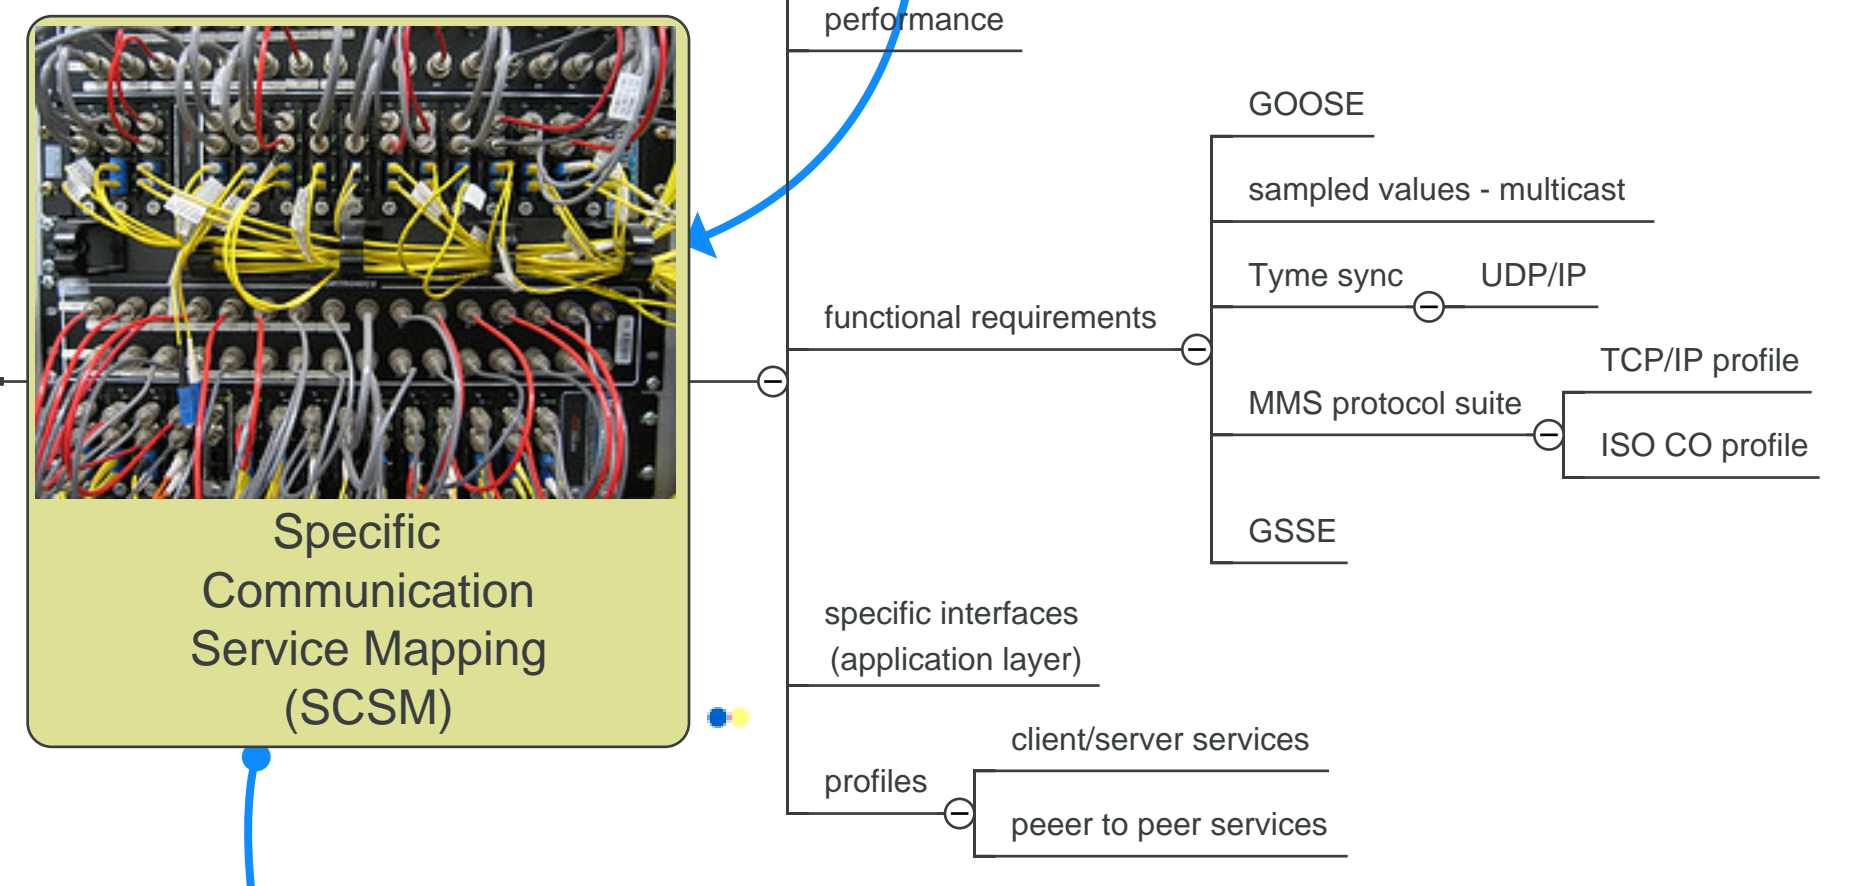 performance
GOOSE
sampled values - multicast
Tyme sync
UDP/IP
functional requirements
TCP/IP profile
MMS protocol suite
ISO CO profile
GSSE
Specific
Communication
Service Mapping
(SCSM)
specific interfaces
(application layer)
client/server services
profiles
peeer to peer services